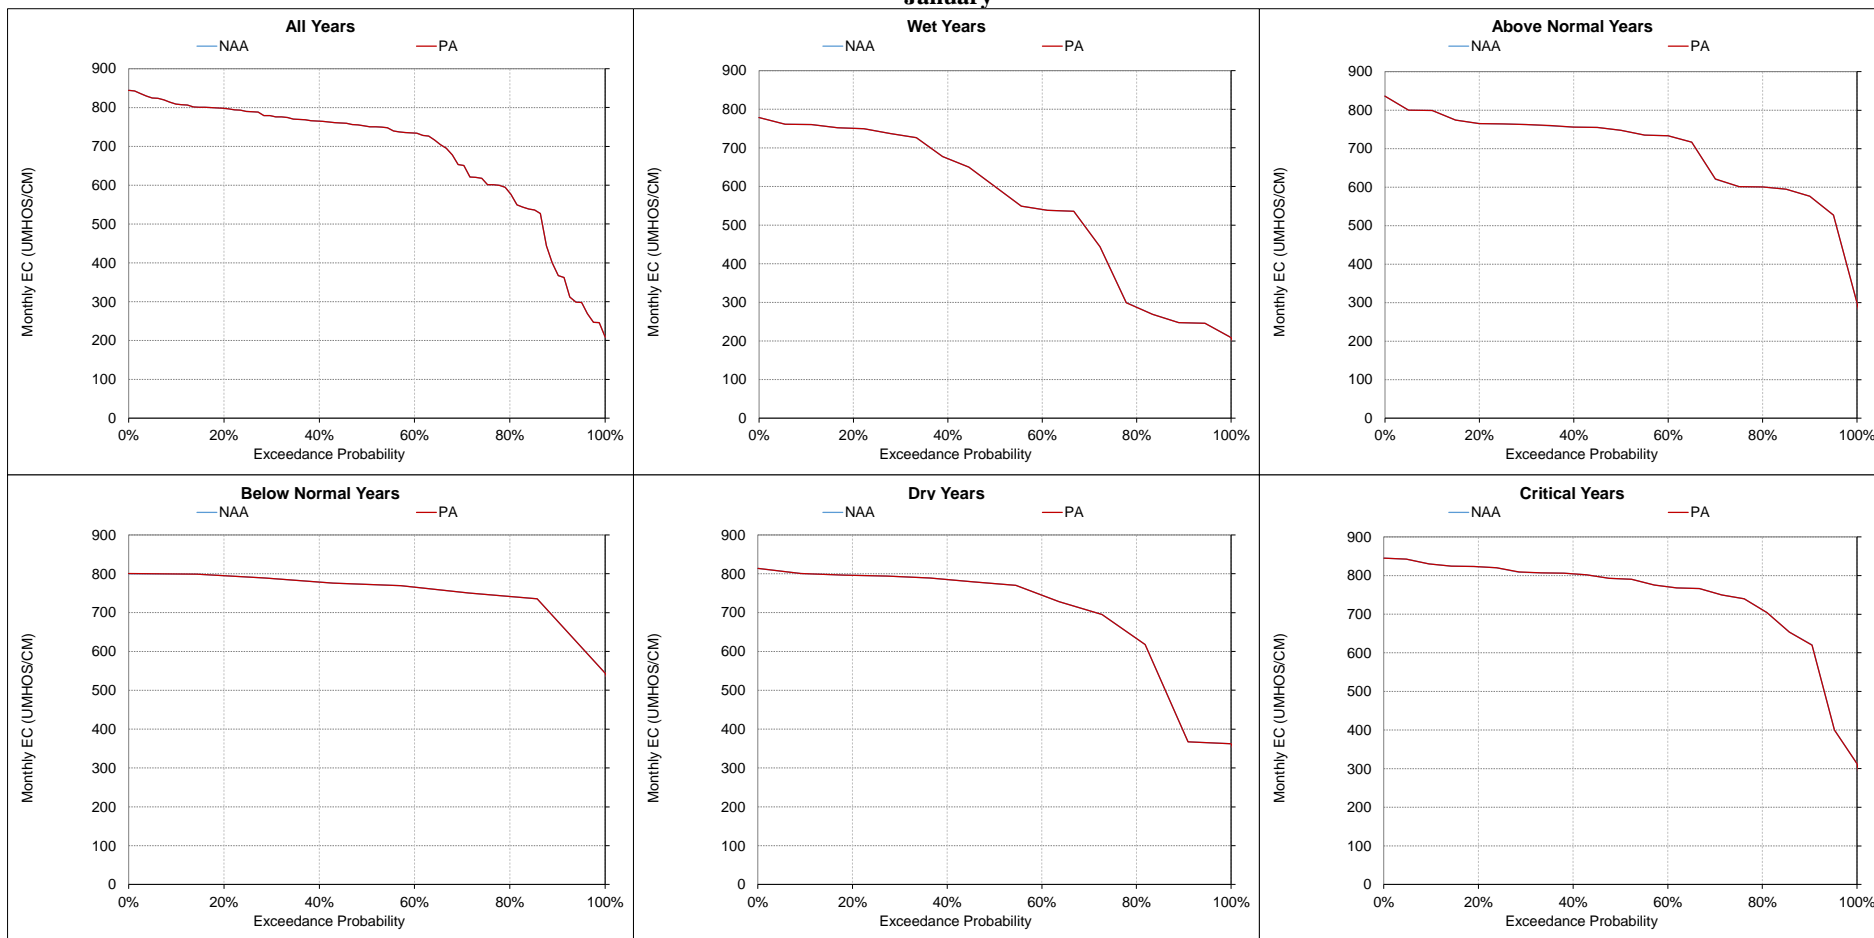 January
All Years
NAA PA
900
800
700
600
500
400
300
200
100
0
0% 20% 40% 60% 80% 100%
Monthly EC (UMHOS/CM)
Exceedance Probability
Wet Years
NAA PA
900
800
700
600
500
400
300
200
100
0
0% 20% 40% 60% 80% 100%
Monthly EC (UMHOS/CM)
Exceedance Probability
Above Normal Years
NAA PA
900
800
700
600
500
400
300
200
100
0
0% 20% 40% 60% 80% 100%
Monthly EC (UMHOS/CM)
Exceedance Probability
Below Normal Years
NAA PA
900
800
700
600
500
400
300
200
100
0
0% 20% 40% 60% 80% 100%
Monthly EC (UMHOS/CM)
Exceedance Probability
Dry Years
NAA PA
900
800
700
600
500
400
300
200
100
0
0% 20% 40% 60% 80% 100%
Monthly EC (UMHOS/CM)
Exceedance Probability
Critical Years
NAA PA
900
800
700
600
500
400
300
200
100
0
0% 20% 40% 60% 80% 100%
Monthly EC (UMHOS/CM)
Exceedance Probability